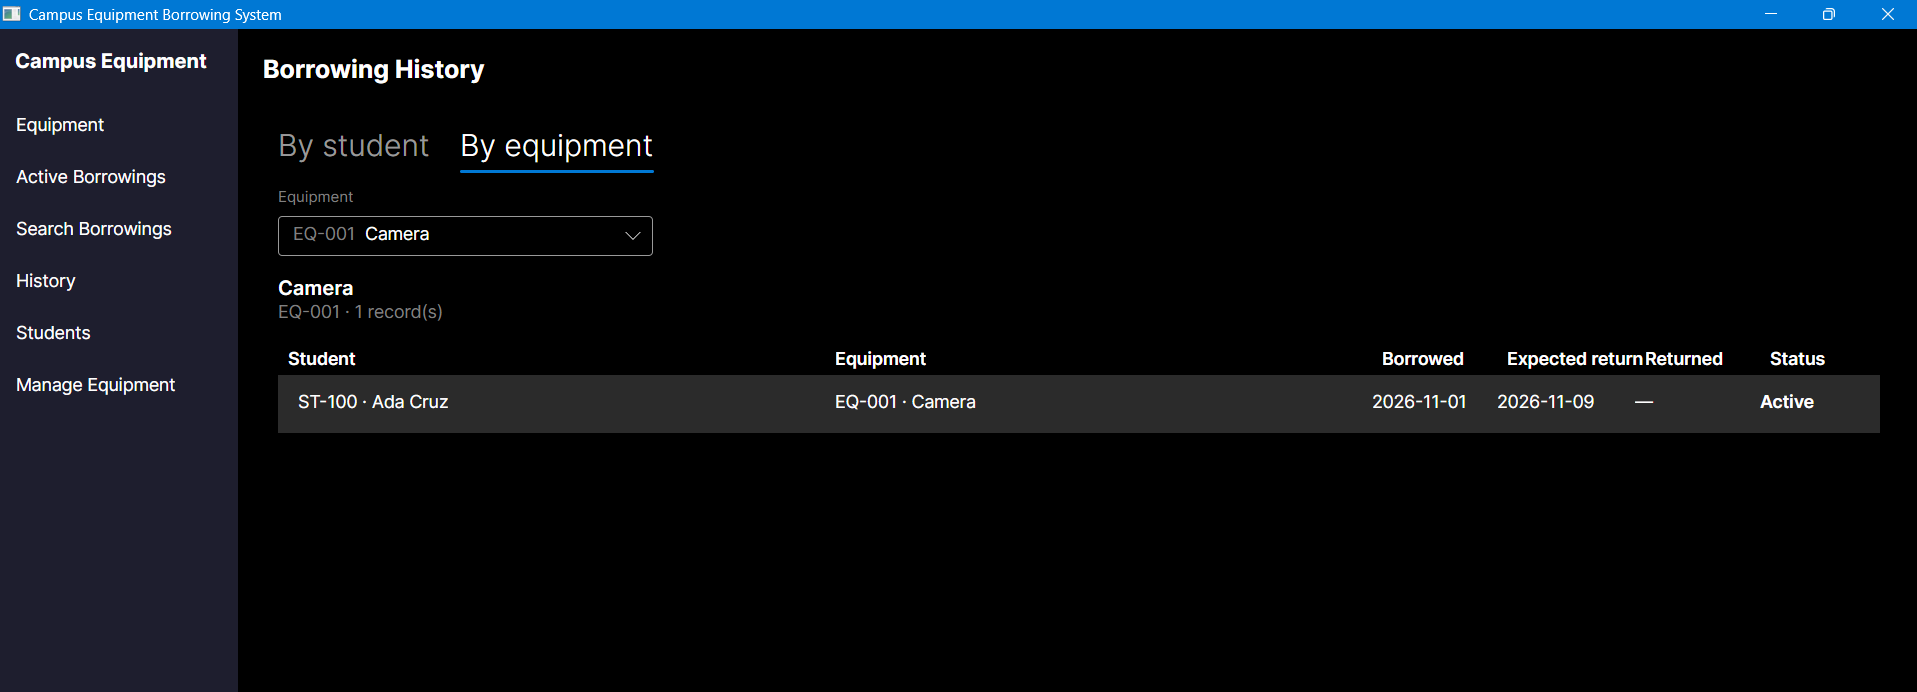 Campus Equipment Borrowing System
Campus Equipment
Equipment
Active Borrowings
Search Borrowings
History
Students
Manage Equipment
Borrowing History
By student By equipment
Equipment
EQ-001 Camera
Camera
EQ-001 · 1 record(s)
Student Equipment Borrowed Expected return Returned Status
ST-100 · Ada Cruz EQ-001 · Camera 2026-11-01 2026-11-09 — Active